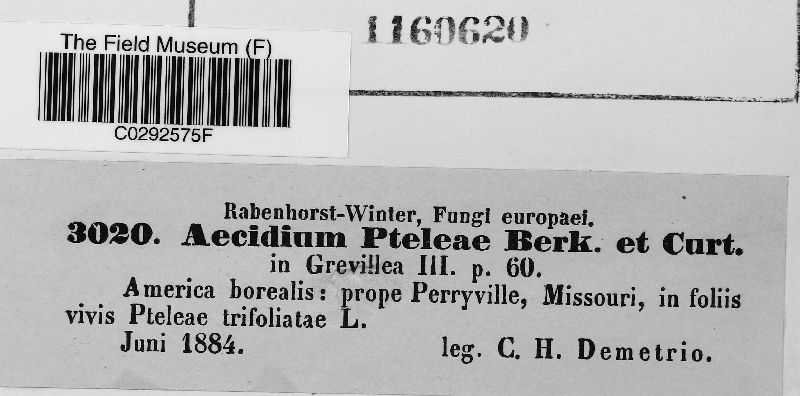 1160620
The Field Museum (F)
C0292575F
Rabenhorst-Winter, Fungi europaei.
3020. Aecidium Pteleae Berk. et Curt.
in Grevillea III. p. 60.
America borealis: prope Perryville, Missouri, in foliis
vivis Pteleae trifoliatae L.
Juni 1884. leg. C. H. Demetrio.